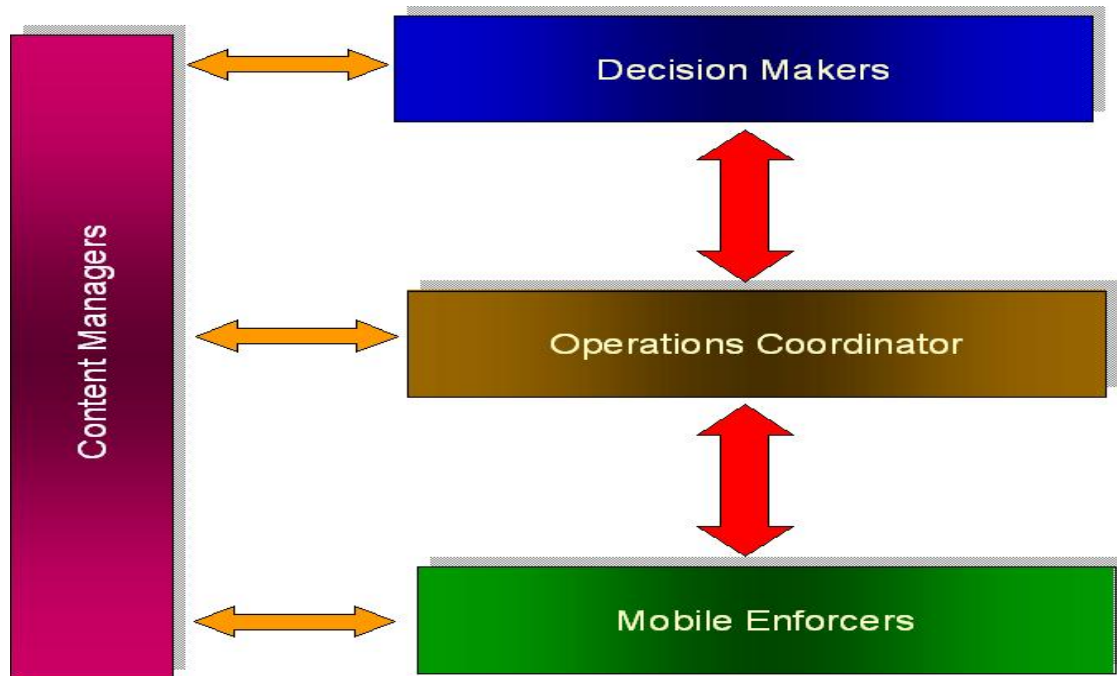 Content Managers
Decision Makers
Operations Coordinator
Mobile Enforcers